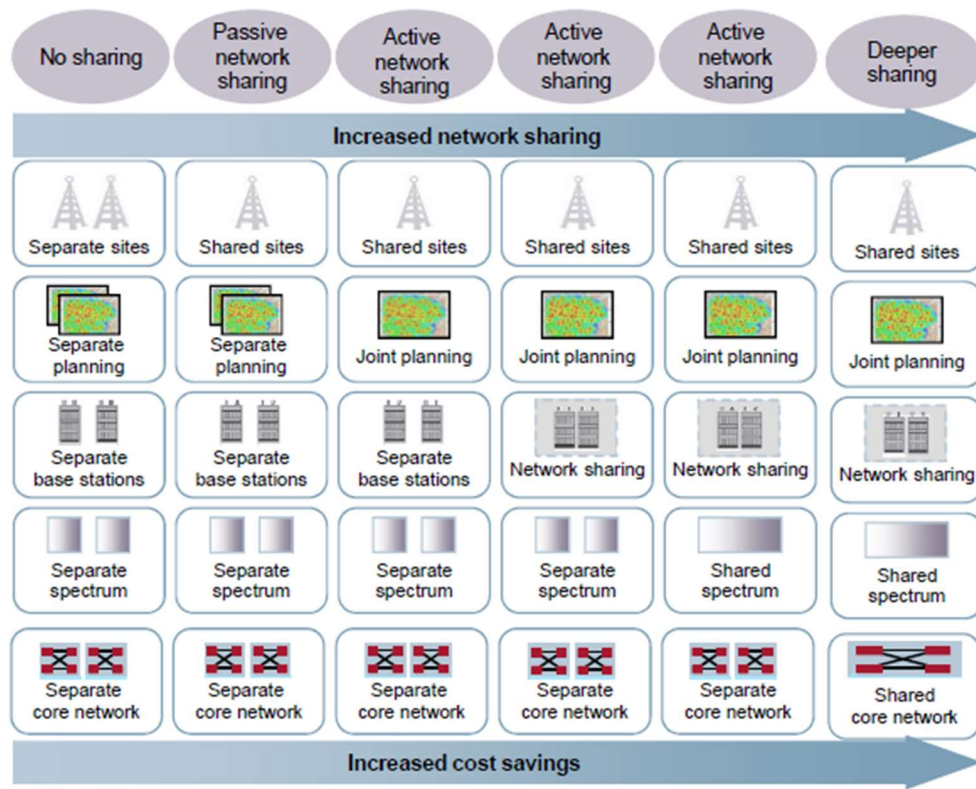 No sharing
Passive
network
sharing
Active
network
sharing
Active
network
sharing
Active
network
sharing
Deeper
sharing
Increased network sharing
Separate sites
Shared sites
Shared sites
Shared sites
Shared sites
Shared sites
Separate
planning
Separate
planning
Joint planning
Joint planning
Joint planning
Joint planning
Separate
base stations
Separate
base stations
Separate
base stations
Network sharing
Network sharing
Network sharing
Separate
spectrum
Separate
spectrum
Separate
spectrum
Separate
spectrum
Shared
spectrum
Shared
spectrum
Separate
core network
Separate
core network
Separate
core network
Separate
core network
Separate
core network
Shared
core network
Increased cost savings